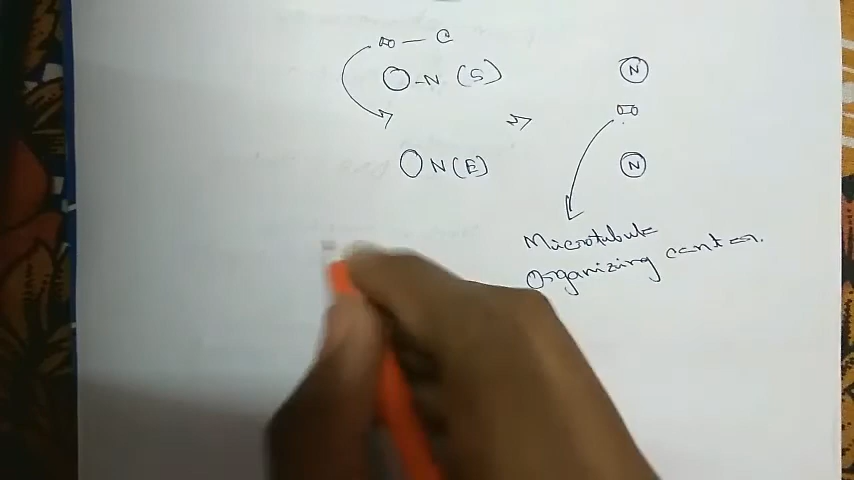 C
N (S)
N (E)
N
N
Microtubule
Organizing center.